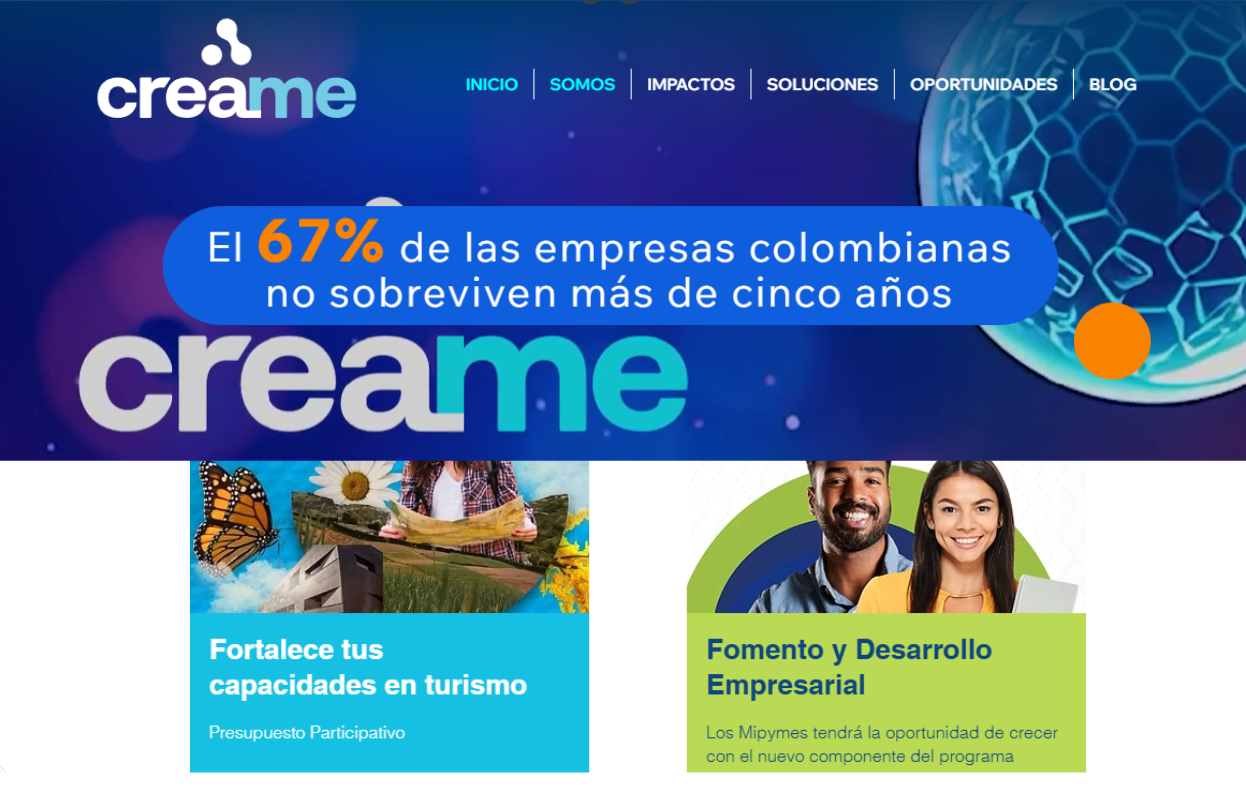 creame
INICIO
SOMOS
IMPACTOS
SOLUCIONES
OPORTUNIDADES
BLOG
El 67% de las empresas colombianas
no sobreviven más de cinco años
creame
Fortalece tus
capacidades en turismo
Presupuesto Participativo
Fomento y Desarrollo
Empresarial
Los Mipymes tendrá la oportunidad de crecer
con el nuevo componente del programa